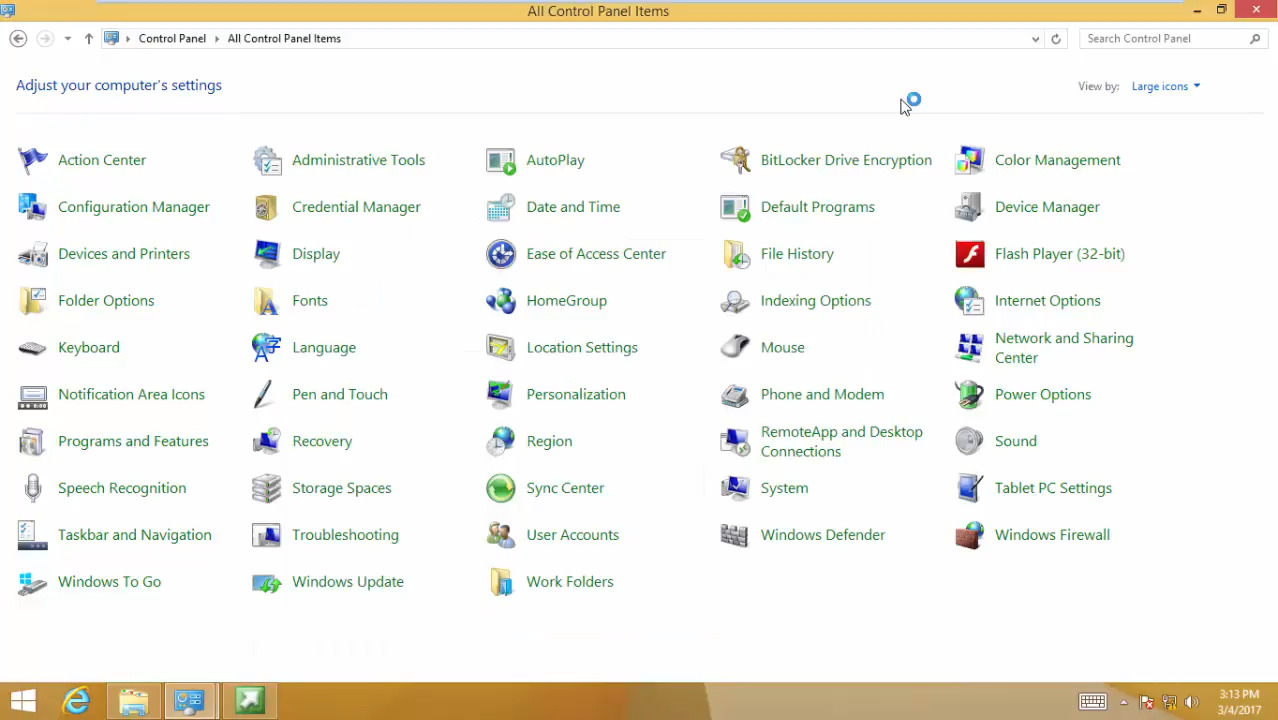 All Control Panel Items
Control Panel All Control Panel Items
Search Control Panel
Adjust your computer's settings
View by: Large icons
Action Center
Administrative Tools
AutoPlay
BitLocker Drive Encryption
Color Management
Configuration Manager
Credential Manager
Date and Time
Default Programs
Device Manager
Devices and Printers
Display
Ease of Access Center
File History
Flash Player (32-bit)
Folder Options
Fonts
HomeGroup
Indexing Options
Internet Options
Keyboard
Language
Location Settings
Mouse
Network and Sharing
Center
Notification Area Icons
Pen and Touch
Personalization
Phone and Modem
Power Options
Programs and Features
Recovery
Region
RemoteApp and Desktop
Connections
Sound
Speech Recognition
Storage Spaces
Sync Center
System
Tablet PC Settings
Taskbar and Navigation
Troubleshooting
User Accounts
Windows Defender
Windows Firewall
Windows To Go
Windows Update
Work Folders
3:13 PM
3/4/2017